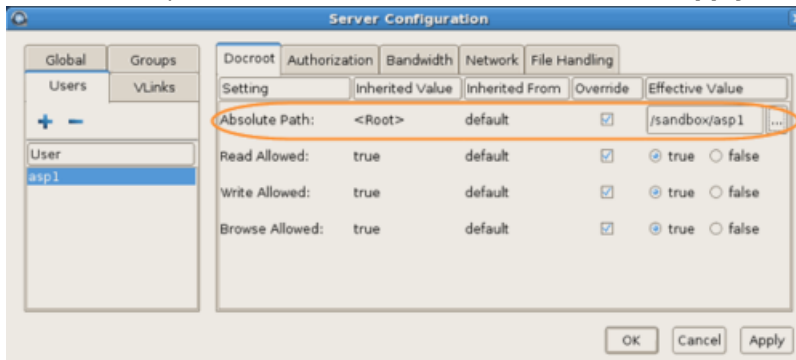 Server Configuration
Global Groups
Users VLinks
User
asp1
Docroot Authorization Bandwidth Network File Handling
Setting Inherited Value Inherited From Override Effective Value
Absolute Path: <Root> default /sandbox/asp1 ...
Read Allowed: true default true false
Write Allowed: true default true false
Browse Allowed: true default true false
OK Cancel Apply